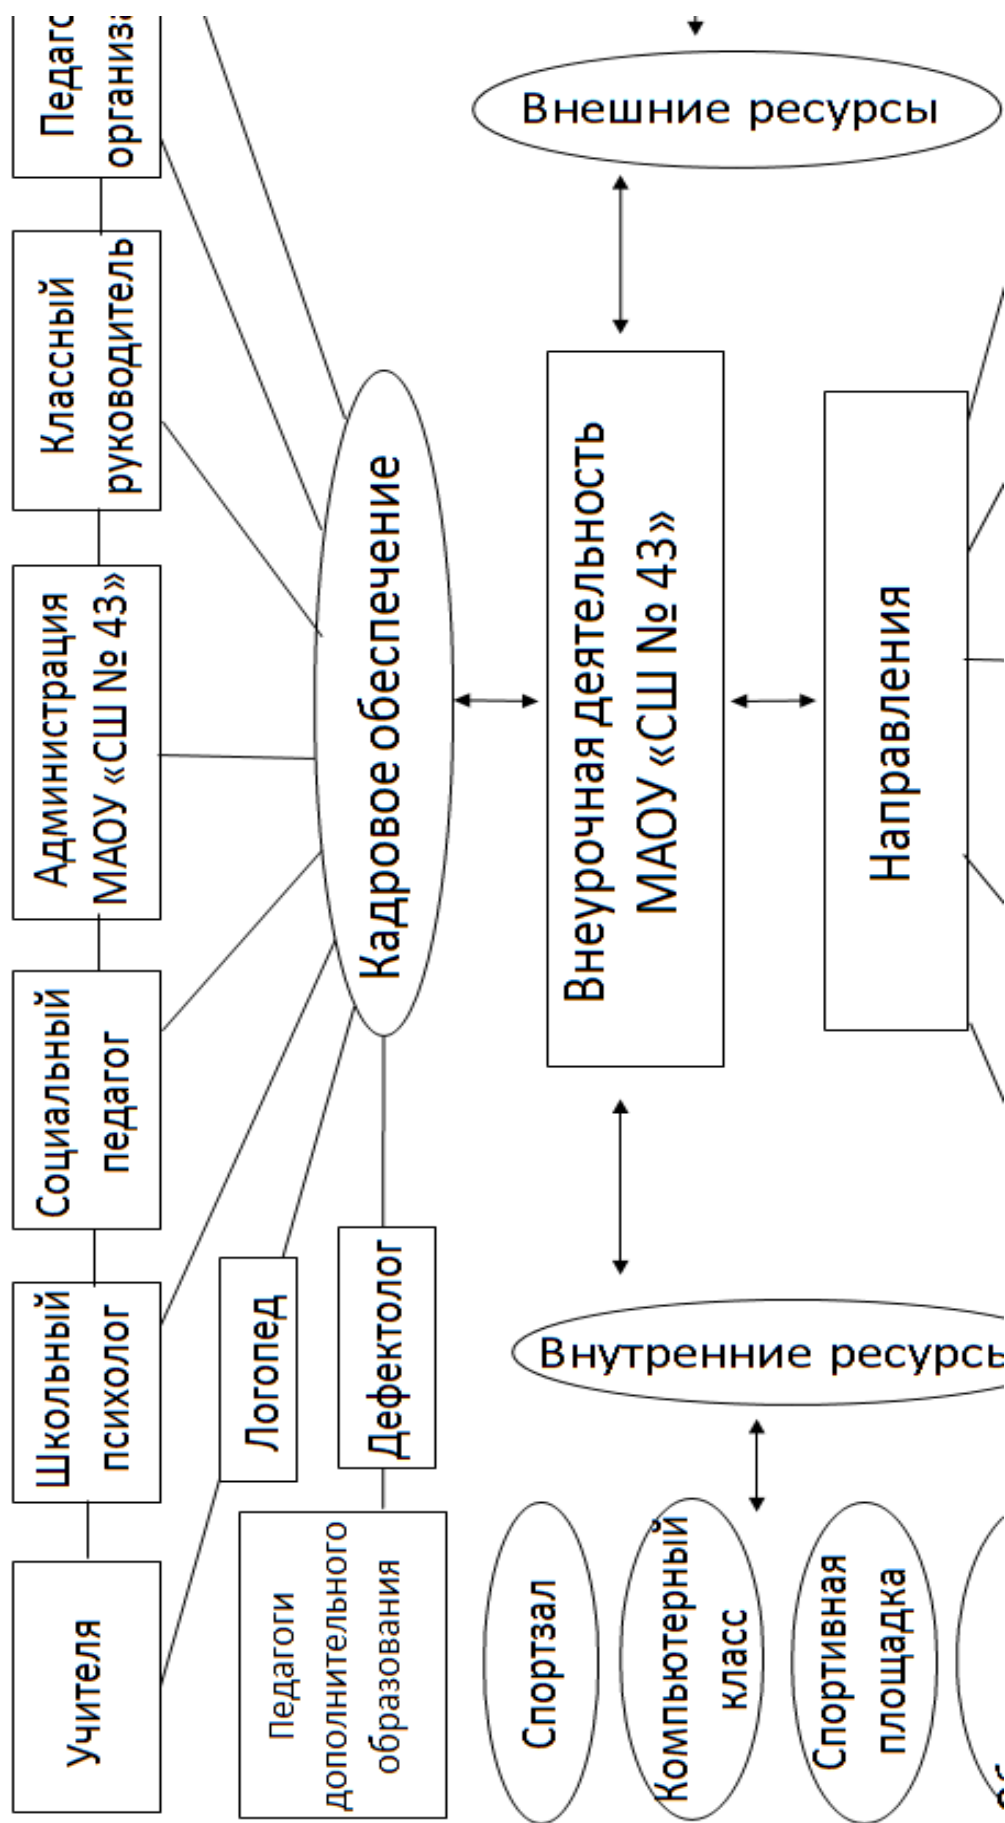 Внешние ресурсы
Классный
руководитель
Администрация
МАОУ «СШ № 43»
Социальный
педагог
Школьный
психолог
Учителя
Логопед
Дефектолог
Педагоги
дополнительного
образования
Кадровое обеспечение
Внеурочная деятельность
МАОУ «СШ № 43»
Направления
Внутренние ресурсы
Спортзал
Компьютерный
класс
Спортивная
площадка